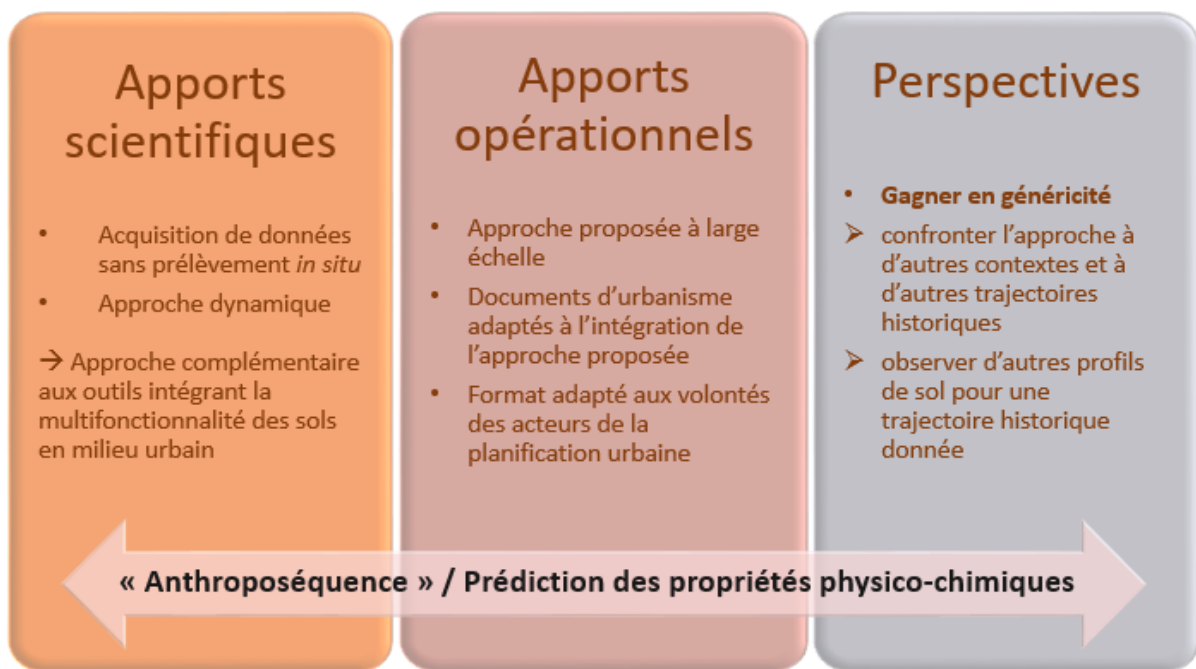 Apports
scientifiques
• Acquisition de données
sans prélèvement in situ
• Approche dynamique
→ Approche complémentaire
aux outils intégrant la
multifonctionnalité des sols
en milieu urbain
Apports
opérationnels
• Approche proposée à large
échelle
• Documents d’urbanisme
adaptés à l’intégration de
l’approche proposée
• Format adapté aux volontés
des acteurs de la
planification urbaine
Perspectives
• Gagner en généricité
➢ confronter l’approche à
d’autres contextes et à
d’autres trajectoires
historiques
➢ observer d’autres profils
de sol pour une
trajectoire historique
donnée
« Anthroposéquence » / Prédiction des propriétés physico-chimiques